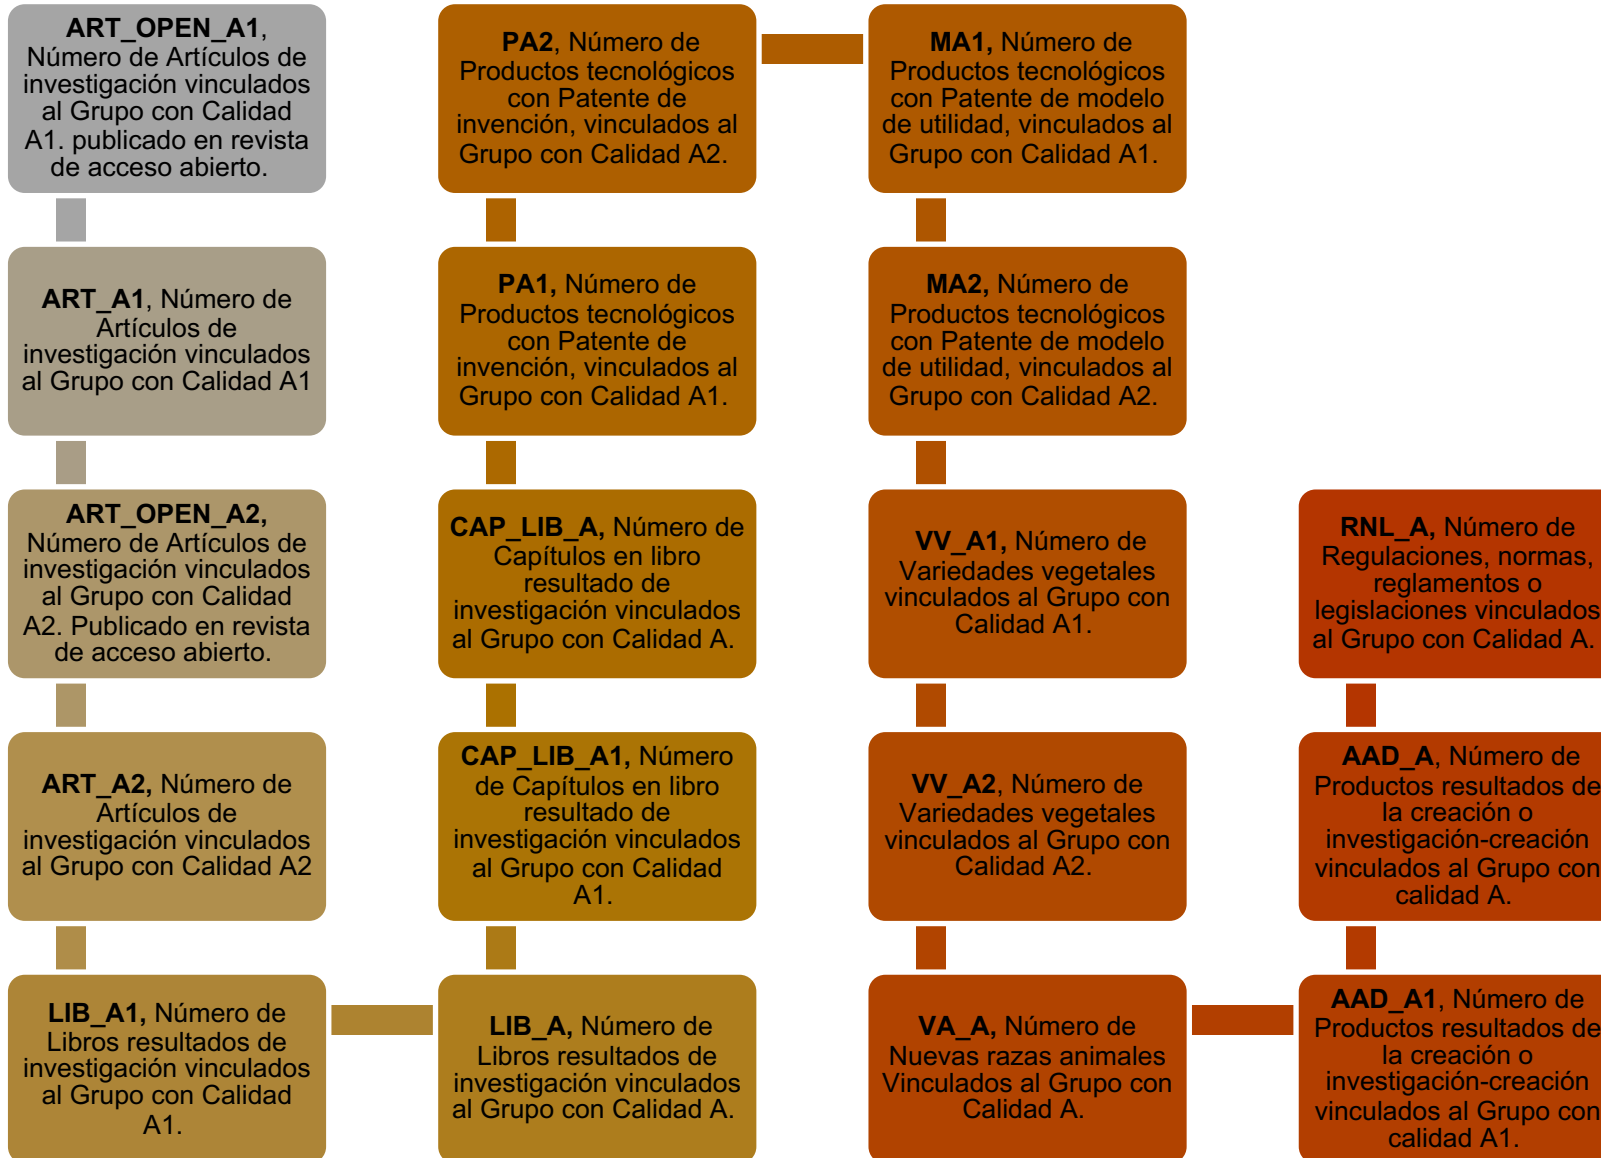 ART_OPEN_A1,
Número de Artículos de
investigación vinculados
al Grupo con Calidad
A1. publicado en revista
de acceso abierto.
ART_A1, Número de
Artículos de
investigación vinculados
al Grupo con Calidad A1
ART_OPEN_A2,
Número de Artículos de
investigación vinculados
al Grupo con Calidad
A2. Publicado en revista
de acceso abierto.
ART_A2, Número de
Artículos de
investigación vinculados
al Grupo con Calidad A2
LIB_A1, Número de
Libros resultados de
investigación vinculados
al Grupo con Calidad
A1.
LIB_A, Número de
Libros resultados de
investigación vinculados
al Grupo con Calidad A.
CAP_LIB_A1, Número
de Capítulos en libro
resultado de
investigación vinculados
al Grupo con Calidad
A1.
CAP_LIB_A, Número de
Capítulos en libro
resultado de
investigación vinculados
al Grupo con Calidad A.
PA1, Número de
Productos tecnológicos
con Patente de
invención, vinculados al
Grupo con Calidad A1.
PA2, Número de
Productos tecnológicos
con Patente de
invención, vinculados al
Grupo con Calidad A2.
MA1, Número de
Productos tecnológicos
con Patente de modelo
de utilidad, vinculados al
Grupo con Calidad A1.
MA2, Número de
Productos tecnológicos
con Patente de modelo
de utilidad, vinculados al
Grupo con Calidad A2.
VV_A1, Número de
Variedades vegetales
vinculados al Grupo con
Calidad A1.
VV_A2, Número de
Variedades vegetales
vinculados al Grupo con
Calidad A2.
VA_A, Número de
Nuevas razas animales
Vinculados al Grupo con
Calidad A.
AAD_A1, Número de
Productos resultados de
la creación o
investigación-creación
vinculados al Grupo con
calidad A1.
AAD_A, Número de
Productos resultados de
la creación o
investigación-creación
vinculados al Grupo con
calidad A.
RNL_A, Número de
Regulaciones, normas,
reglamentos o
legislaciones vinculados
al Grupo con Calidad A.